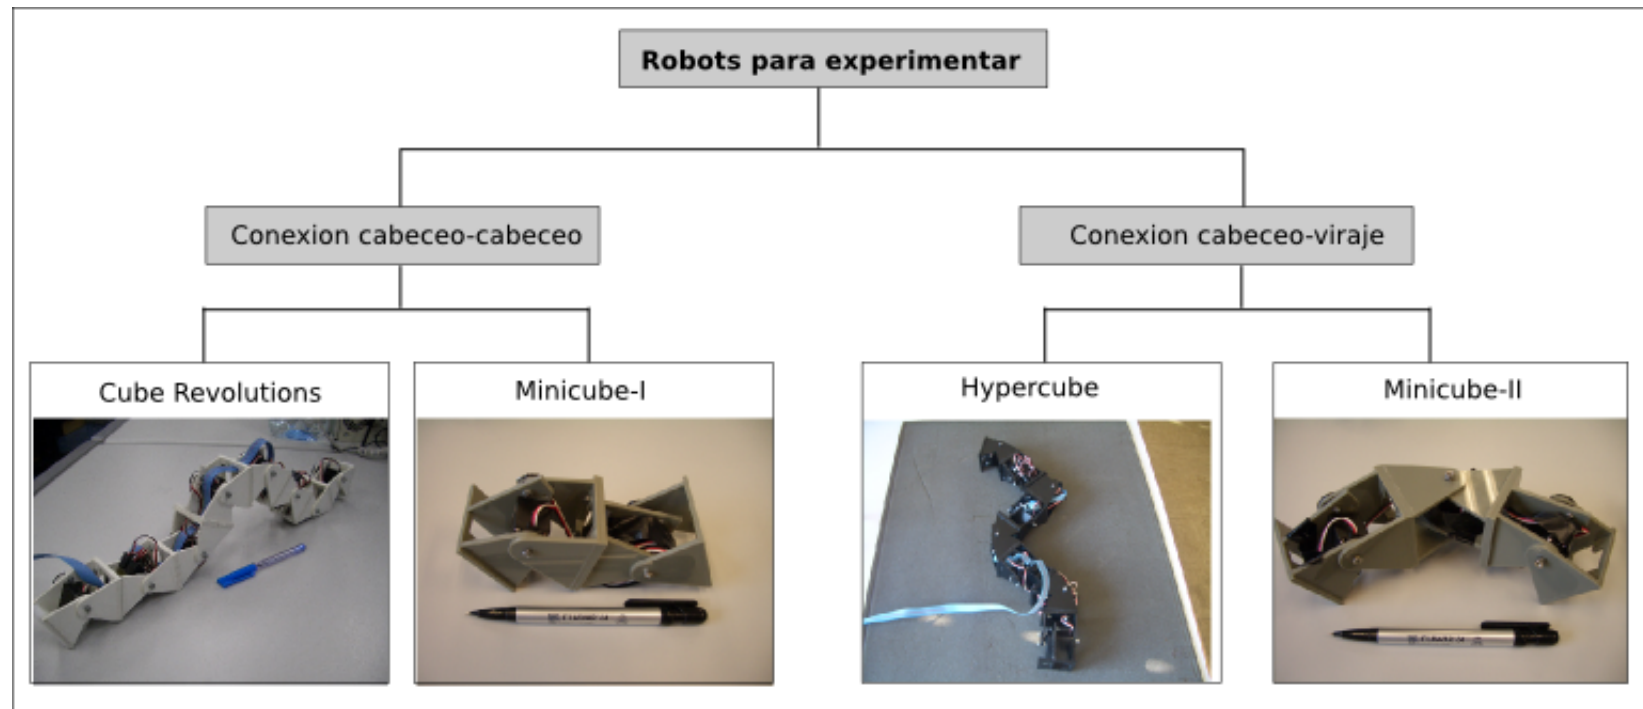 Robots para experimentar
Conexion cabeceo-cabeceo
Conexion cabeceo-viraje
Cube Revolutions
Minicube-I
Hypercube
Minicube-II